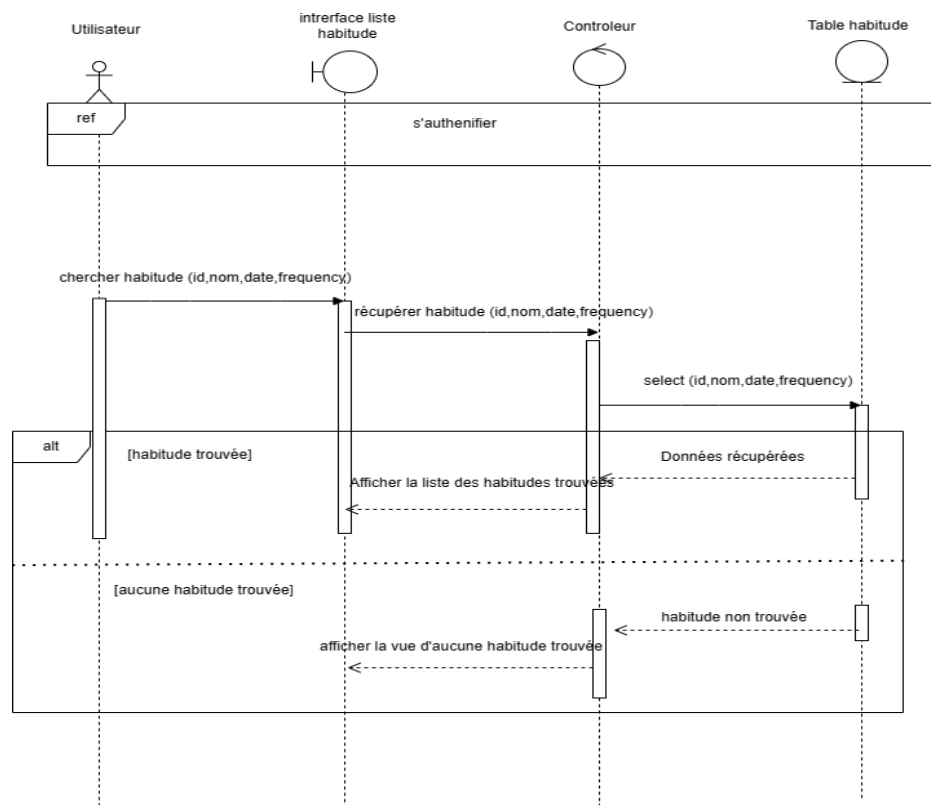 Utilisateur
intrerface liste
habitude
Controleur
Table habitude
ref
s'authenifier
chercher habitude (id,nom,date,frequency)
récupérer habitude (id,nom,date,frequency)
select (id,nom,date,frequency)
alt
[habitude trouvée]
Données récupérées
Afficher la liste des habitudes trouvées
[aucune habitude trouvée]
habitude non trouvée
afficher la vue d'aucune habitude trouvée